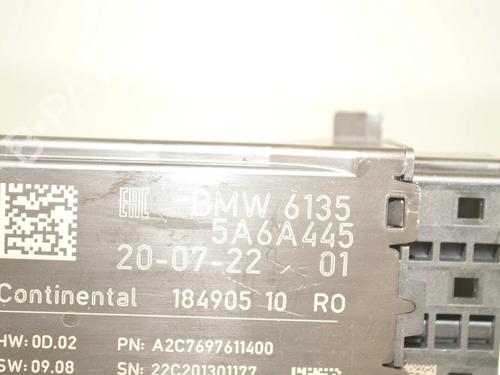 B-PARTS
EAC BMW 6135
5A6A445
20-07-22 01
Continental 184905 10 RO
HW: 0D.02 PN: A2C7697611400
SW: 09.08 SN: 22C201301177